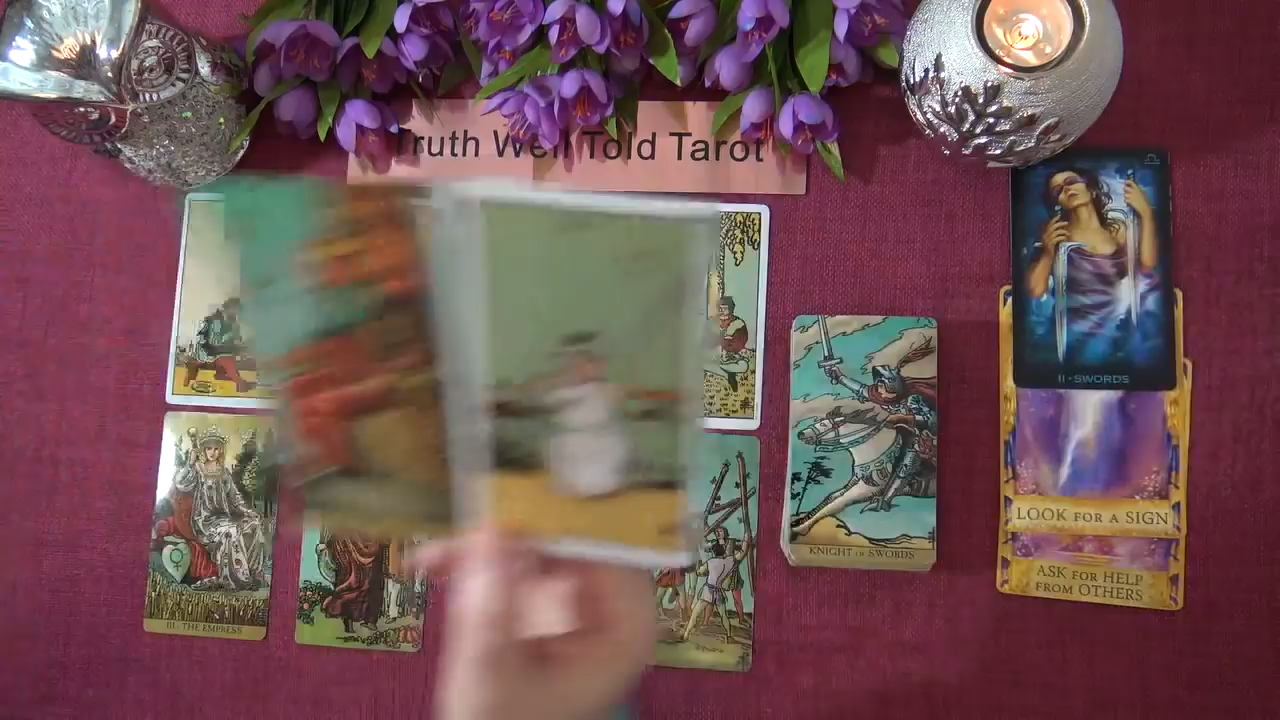 Truth Well Told Tarot
II · SWORDS
LOOK FOR A SIGN
ASK FOR HELP
FROM OTHERS
KNIGHT OF SWORDS
III · THE EMPRESS